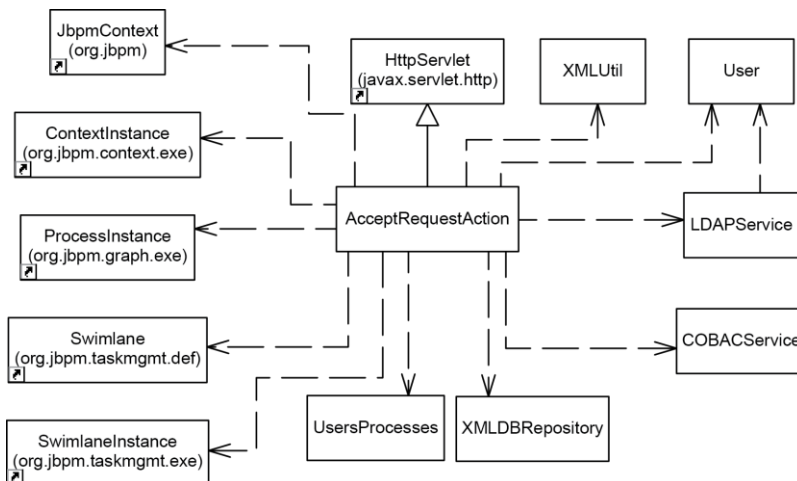 JbpmContext
(org.jbpm)
HttpServlet
(javax.servlet.http)
XMLUtil
User
ContextInstance
(org.jbpm.context.exe)
AcceptRequestAction
LDAPService
ProcessInstance
(org.jbpm.graph.exe)
Swimlane
(org.jbpm.taskmgmt.def)
COBACService
UsersProcesses
XMLDBRepository
SwimlaneInstance
(org.jbpm.taskmgmt.exe)